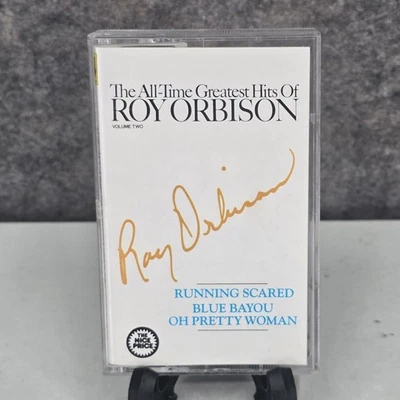 The All-Time Greatest Hits Of
ROY ORBISON
VOLUME TWO
Roy Orbison
RUNNING SCARED
BLUE BAYOU
OH PRETTY WOMAN
THE
NICE
PRICE